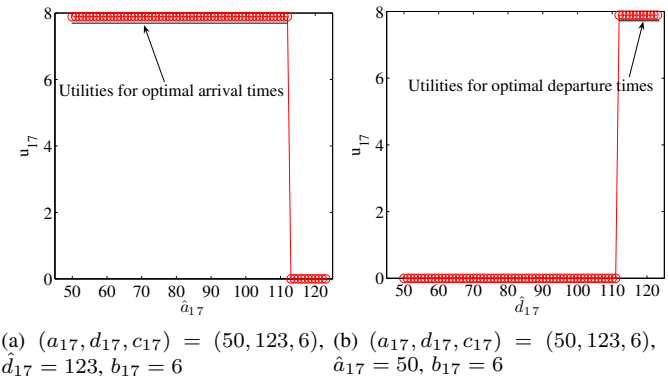 8
6
4
2
0
u₁₇
Utilities for optimal arrival times
50 60 70 80 90 100 110 120
â₁₇
8
6
4
2
0
u₁₇
Utilities for optimal departure times
50 60 70 80 90 100 110 120
d̂₁₇
(a) (a₁₇, d₁₇, c₁₇) = (50, 123, 6),
d̂₁₇ = 123, b₁₇ = 6
(b) (a₁₇, d₁₇, c₁₇) = (50, 123, 6),
â₁₇ = 50, b₁₇ = 6